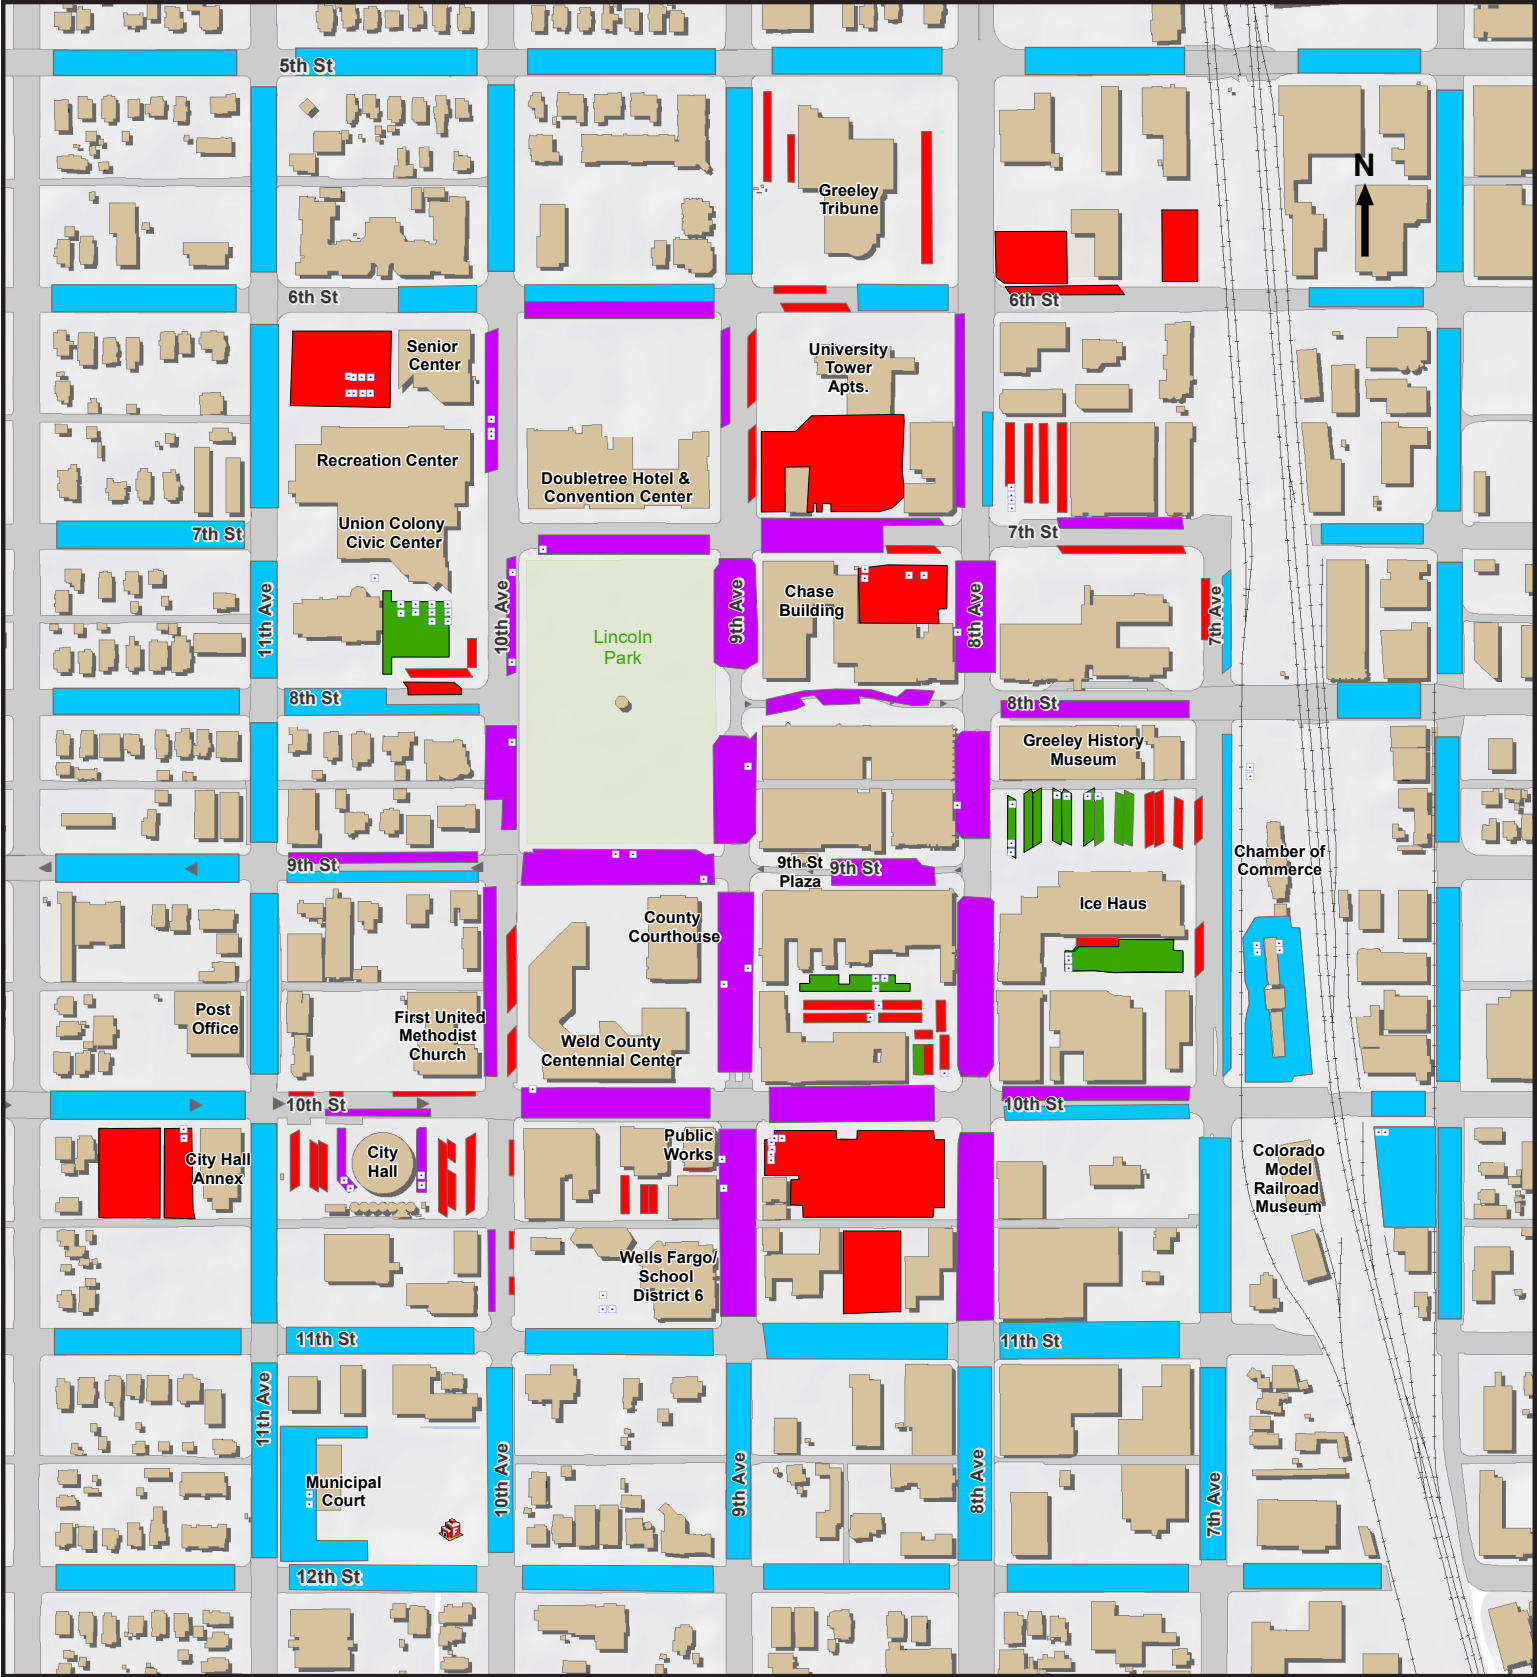 5th St
N
Greeley
Tribune
6th St
6th St
Senior
Center
University
Tower
Apts.
Recreation Center
Doubletree Hotel &
Convention Center
Union Colony
Civic Center
7th St
7th St
11th Ave
10th Ave
9th Ave
Chase
Building
8th Ave
7th Ave
Lincoln
Park
8th St
8th St
Greeley History
Museum
9th St
9th St
Plaza
9th St
Chamber of
Commerce
County
Courthouse
Ice Haus
Post
Office
First United
Methodist
Church
Weld County
Centennial Center
10th St
10th St
City Hall
Annex
City
Hall
Public
Works
Colorado
Model
Railroad
Museum
Wells Fargo/
School
District 6
11th St
11th St
11th Ave
10th Ave
9th Ave
8th Ave
7th Ave
Municipal
Court
12th St